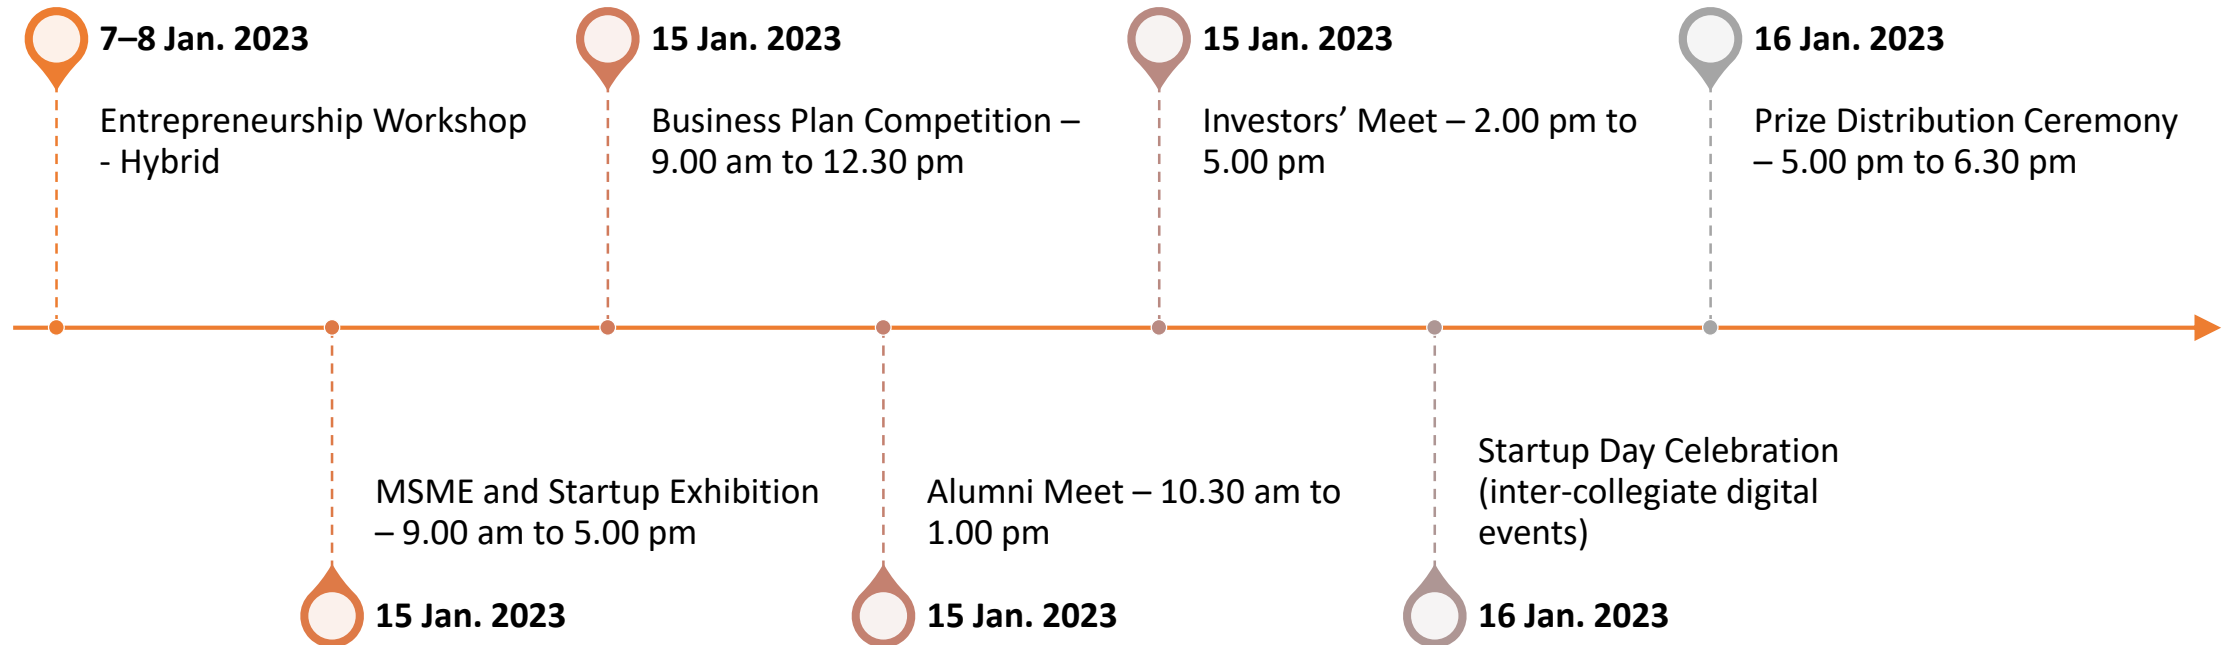 7–8 Jan. 2023
Entrepreneurship Workshop
- Hybrid
MSME and Startup Exhibition
– 9.00 am to 5.00 pm
15 Jan. 2023
15 Jan. 2023
Business Plan Competition –
9.00 am to 12.30 pm
Alumni Meet – 10.30 am to
1.00 pm
15 Jan. 2023
15 Jan. 2023
Investors’ Meet – 2.00 pm to
5.00 pm
Startup Day Celebration
(inter-collegiate digital
events)
16 Jan. 2023
16 Jan. 2023
Prize Distribution Ceremony
– 5.00 pm to 6.30 pm